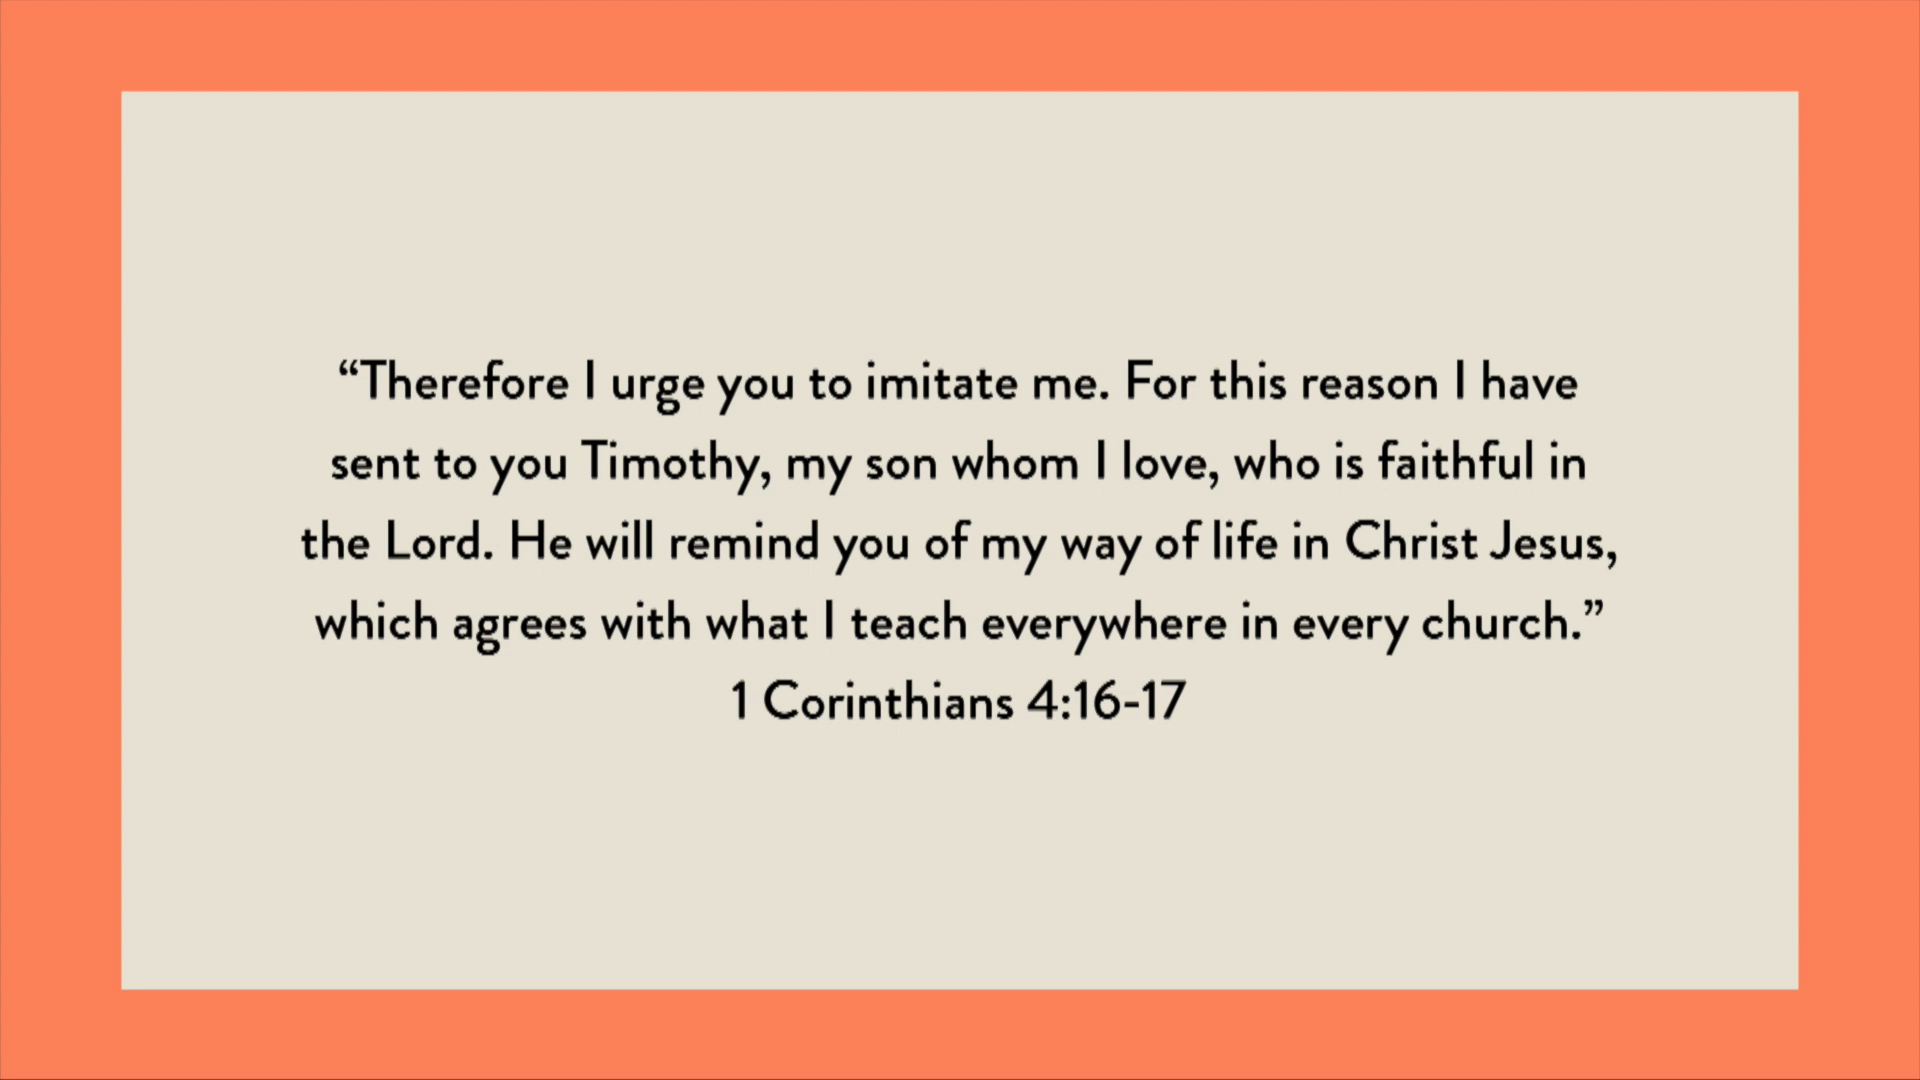 “Therefore I urge you to imitate me. For this reason I have
sent to you Timothy, my son whom I love, who is faithful in
the Lord. He will remind you of my way of life in Christ Jesus,
which agrees with what I teach everywhere in every church.”
1 Corinthians 4:16-17